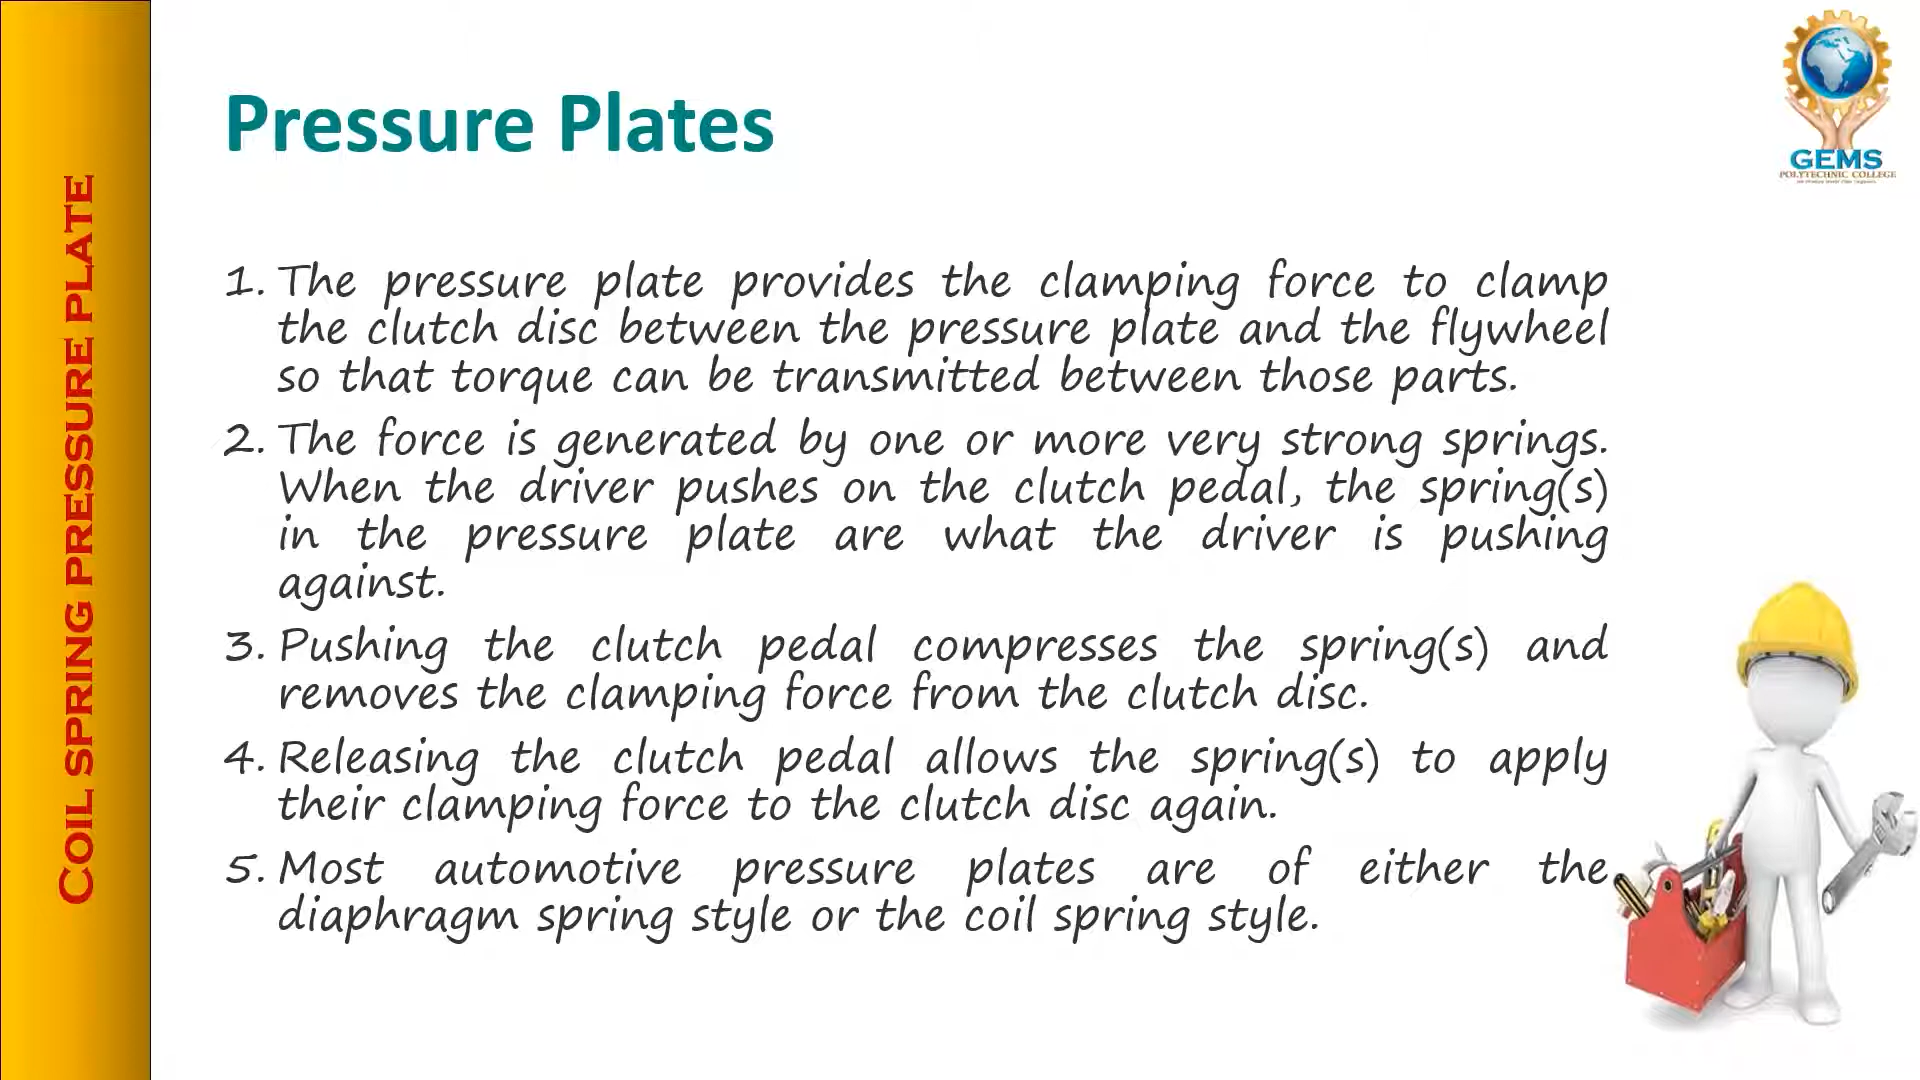 COIL SPRING PRESSURE PLATE
Pressure Plates
GEMS
POLYTECHNIC COLLEGE
1. The pressure plate provides the clamping force to clamp
the clutch disc between the pressure plate and the flywheel
so that torque can be transmitted between those parts.
2. The force is generated by one or more very strong springs.
When the driver pushes on the clutch pedal, the spring(s)
in the pressure plate are what the driver is pushing
against.
3. Pushing the clutch pedal compresses the spring(s) and
removes the clamping force from the clutch disc.
4. Releasing the clutch pedal allows the spring(s) to apply
their clamping force to the clutch disc again.
5. Most automotive pressure plates are of either the
diaphragm spring style or the coil spring style.